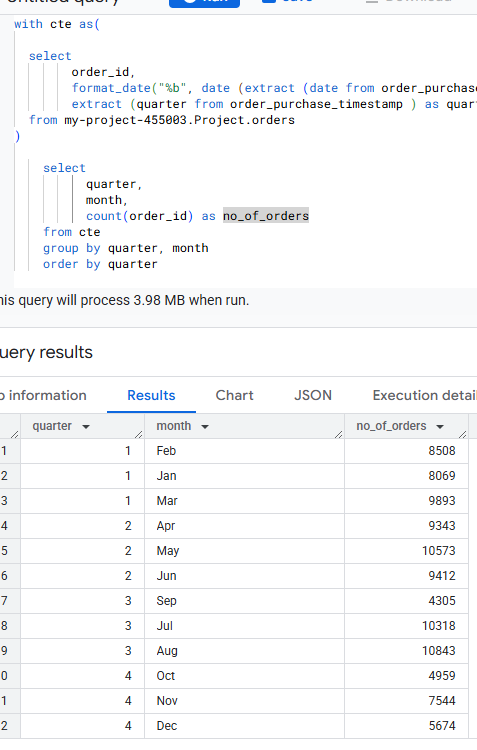 Untitled query Run Save Download
with cte as(
select
order_id,
format_date("%b", date (extract (date from order_purchase
extract (quarter from order_purchase_timestamp ) as quar
from my-project-455003.Project.orders
)
select
quarter,
month,
count(order_id) as no_of_orders
from cte
group by quarter, month
order by quarter
his query will process 3.98 MB when run.
uery results
b information Results Chart JSON Execution detai
quarter month no_of_orders
1 1 Feb 8508
2 1 Jan 8069
3 1 Mar 9893
4 2 Apr 9343
5 2 May 10573
6 2 Jun 9412
7 3 Sep 4305
8 3 Jul 10318
9 3 Aug 10843
0 4 Oct 4959
1 4 Nov 7544
2 4 Dec 5674